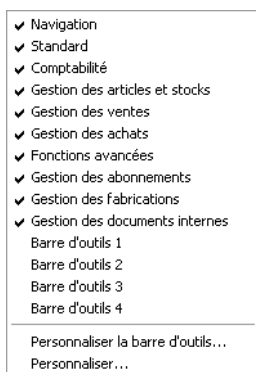 Navigation
Standard
Comptabilité
Gestion des articles et stocks
Gestion des ventes
Gestion des achats
Fonctions avancées
Gestion des abonnements
Gestion des fabrications
Gestion des documents internes
Barre d'outils 1
Barre d'outils 2
Barre d'outils 3
Barre d'outils 4
Personnaliser la barre d'outils...
Personnaliser...